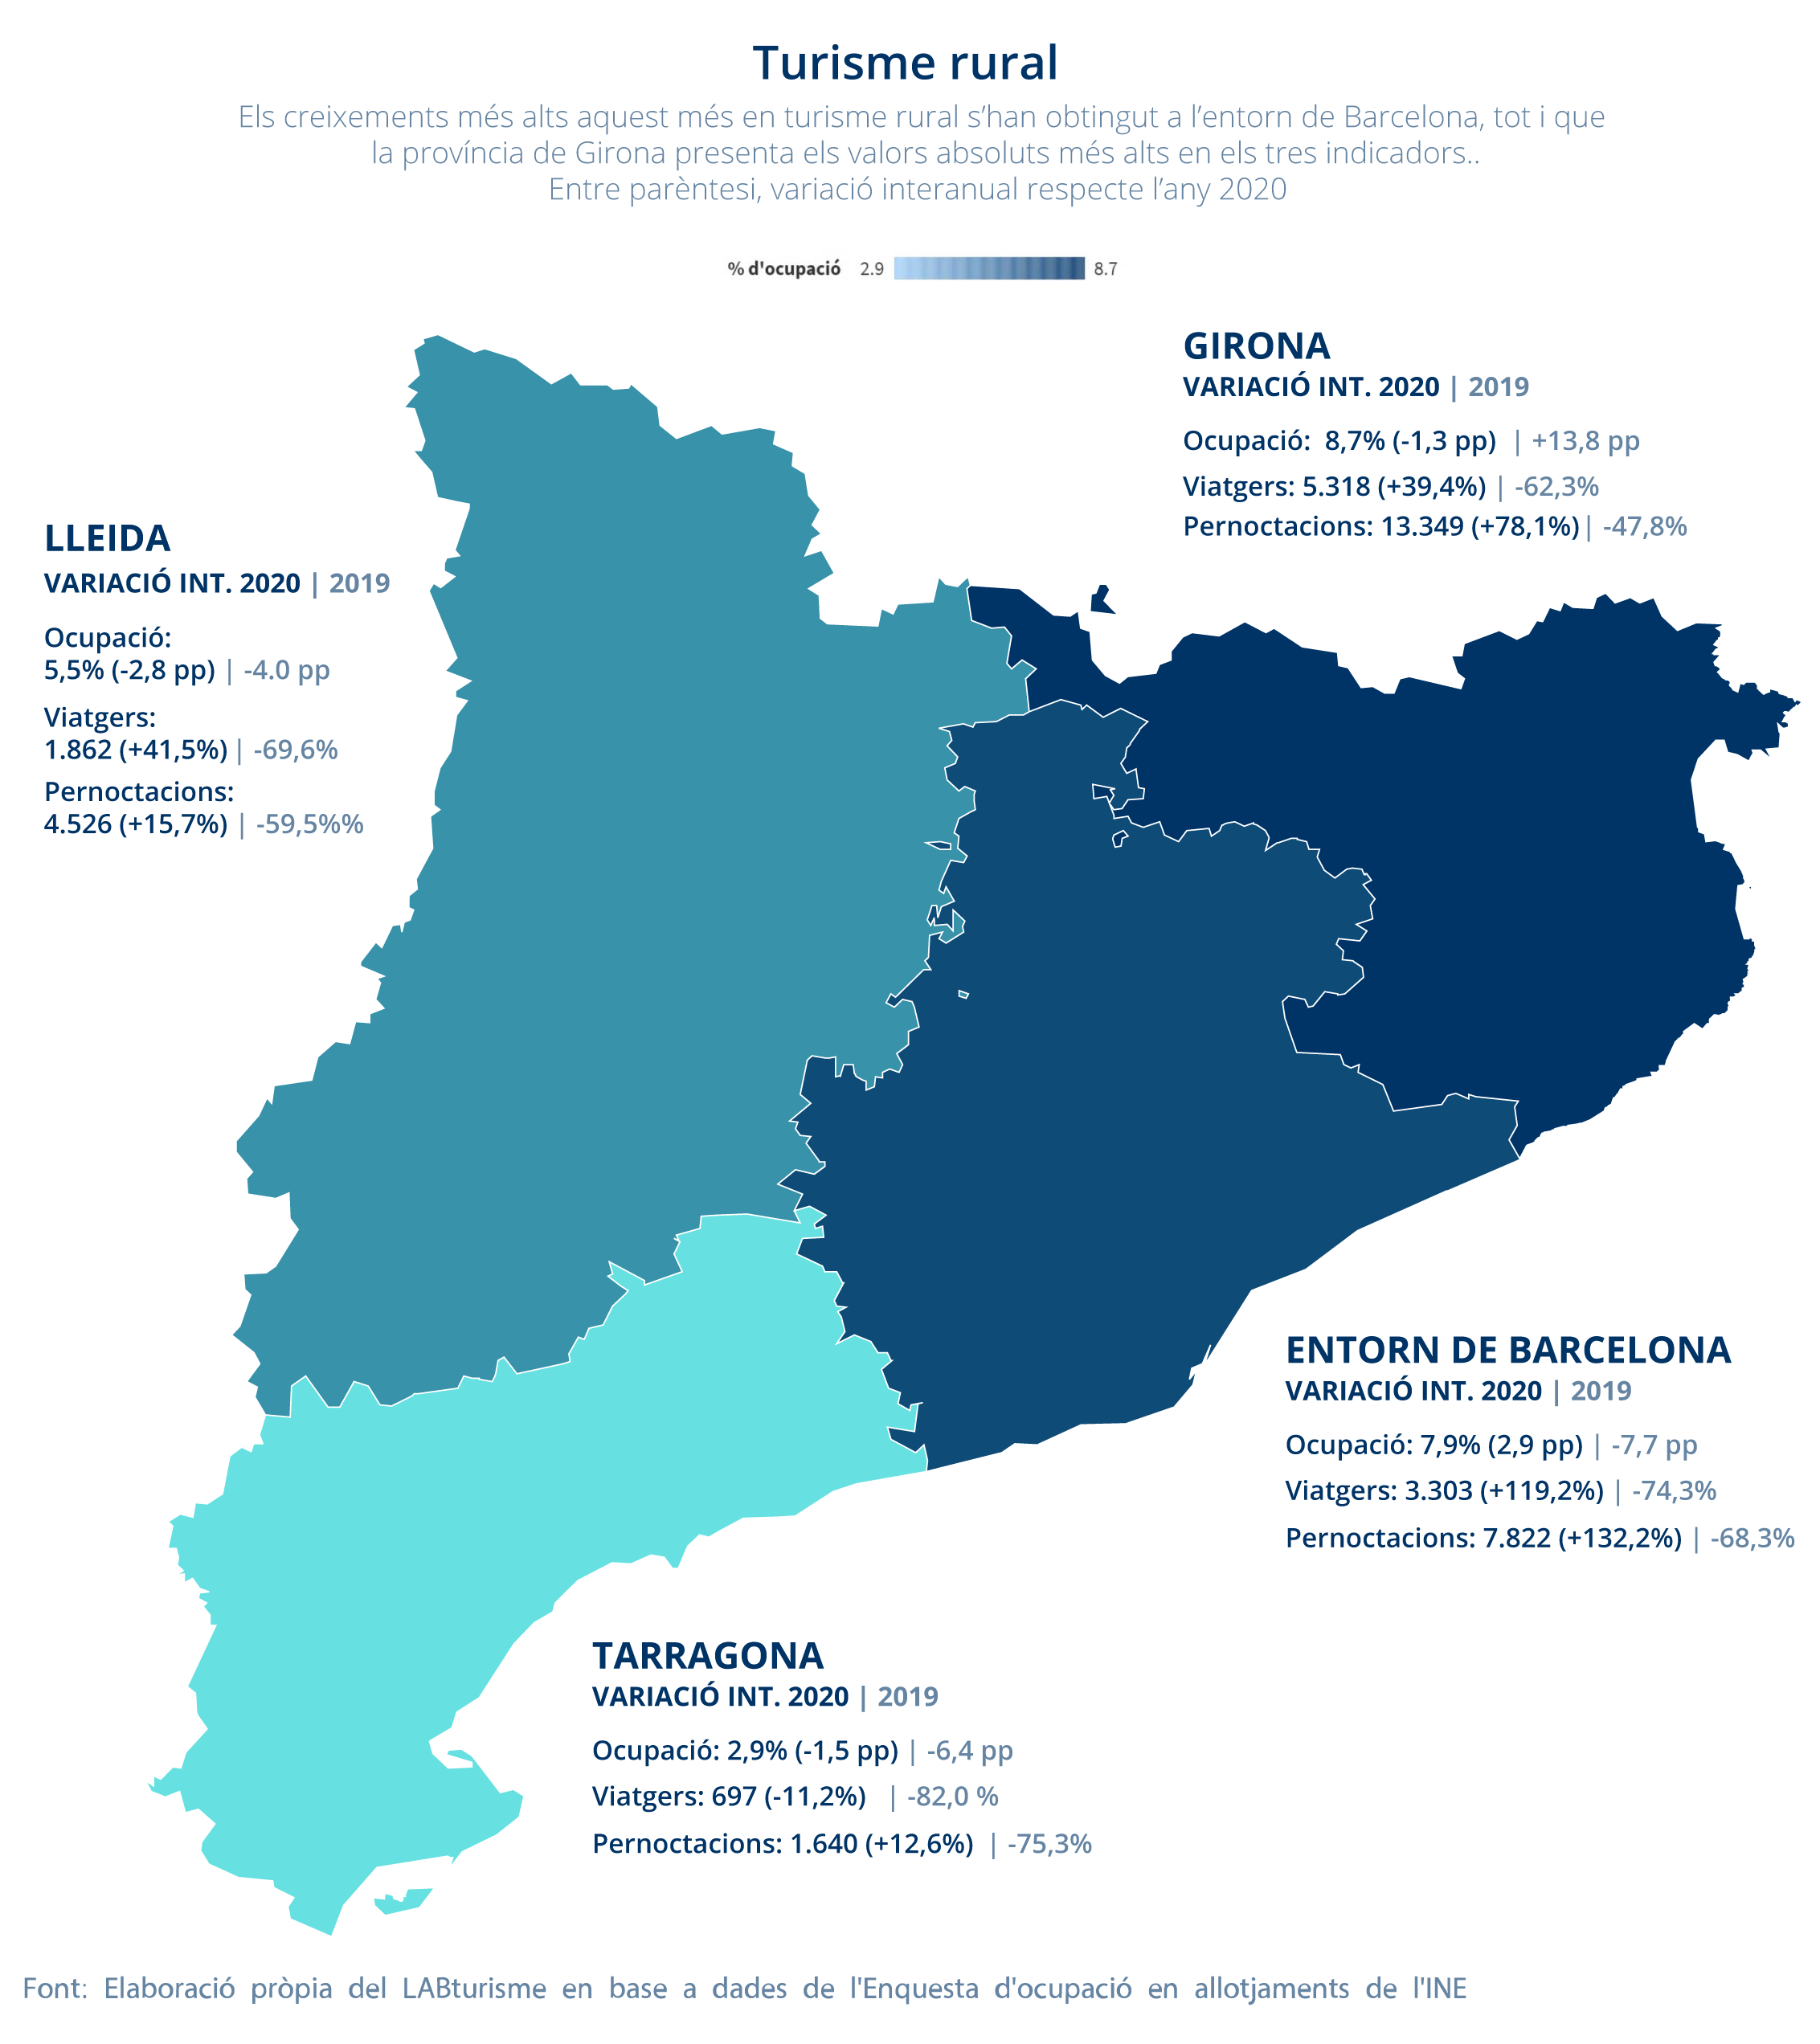 Turisme rural
Els creixements més alts aquest més en turisme rural s’han obtingut a l’entorn de Barcelona, tot i que
la província de Girona presenta els valors absoluts més alts en els tres indicadors..
Entre parèntesi, variació interanual respecte l’any 2020
% d'ocupació 2.9 8.7
GIRONA
VARIACIÓ INT. 2020 | 2019
Ocupació: 8,7% (-1,3 pp) | +13,8 pp
Viatgers: 5.318 (+39,4%) | -62,3%
Pernoctacions: 13.349 (+78,1%) | -47,8%
LLEIDA
VARIACIÓ INT. 2020 | 2019
Ocupació:
5,5% (-2,8 pp) | -4.0 pp
Viatgers:
1.862 (+41,5%) | -69,6%
Pernoctacions:
4.526 (+15,7%) | -59,5%%
ENTORN DE BARCELONA
VARIACIÓ INT. 2020 | 2019
Ocupació: 7,9% (2,9 pp) | -7,7 pp
Viatgers: 3.303 (+119,2%) | -74,3%
Pernoctacions: 7.822 (+132,2%) | -68,3%
TARRAGONA
VARIACIÓ INT. 2020 | 2019
Ocupació: 2,9% (-1,5 pp) | -6,4 pp
Viatgers: 697 (-11,2%) | -82,0 %
Pernoctacions: 1.640 (+12,6%) | -75,3%
Font: Elaboració pròpia del LABturisme en base a dades de l'Enquesta d'ocupació en allotjaments de l'INE